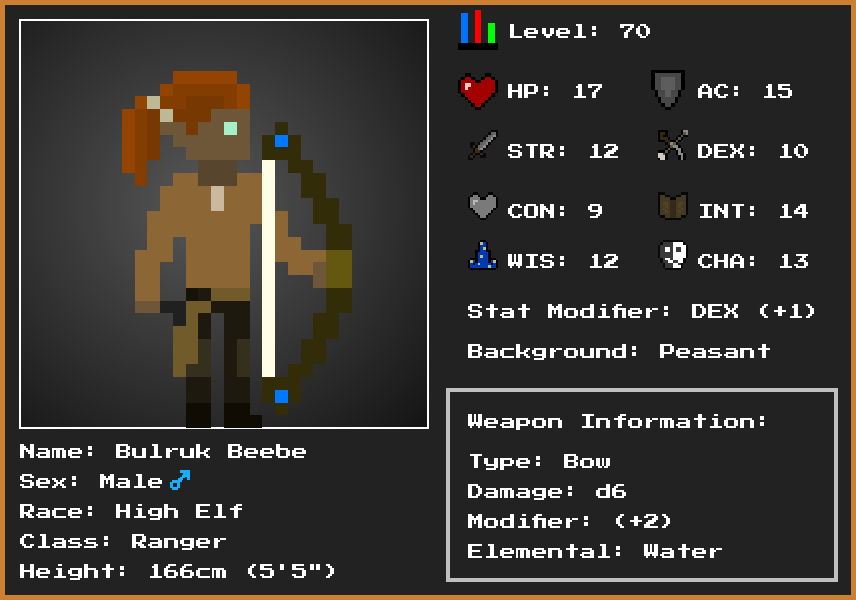 Level: 70
HP: 17
AC: 15
STR: 12
DEX: 10
CON: 9
INT: 14
WIS: 12
CHA: 13
Stat Modifier: DEX (+1)
Background: Peasant
Weapon Information:
Type: Bow
Damage: d6
Modifier: (+2)
Elemental: Water
Name: Bulruk Beebe
Sex: Male♂
Race: High Elf
Class: Ranger
Height: 166cm (5'5")